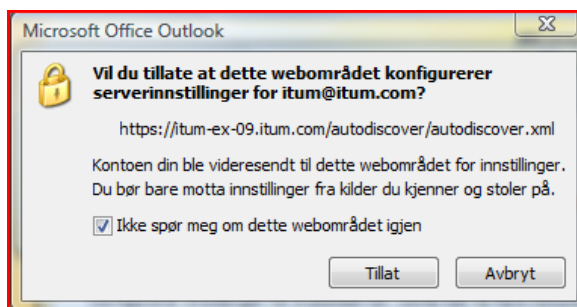 Microsoft Office Outlook
Vil du tillate at dette webområdet konfigurerer
serverinnstillinger for itum@itum.com?
https://itum-ex-09.itum.com/autodiscover/autodiscover.xml
Kontoen din ble videresendt til dette webområdet for innstillinger.
Du bør bare motta innstillinger fra kilder du kjenner og stoler på.
Ikke spør meg om dette webområdet igjen
Tillat Avbryt